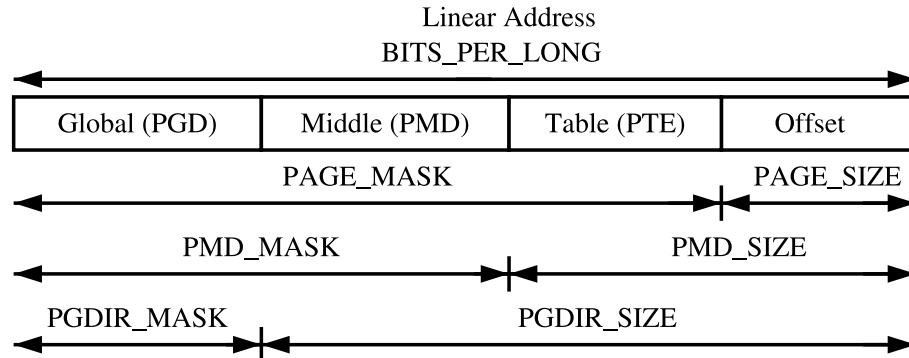 Linear Address
BITS_PER_LONG
Global (PGD) Middle (PMD) Table (PTE) Offset
PAGE_MASK PAGE_SIZE
PMD_MASK PMD_SIZE
PGDIR_MASK PGDIR_SIZE